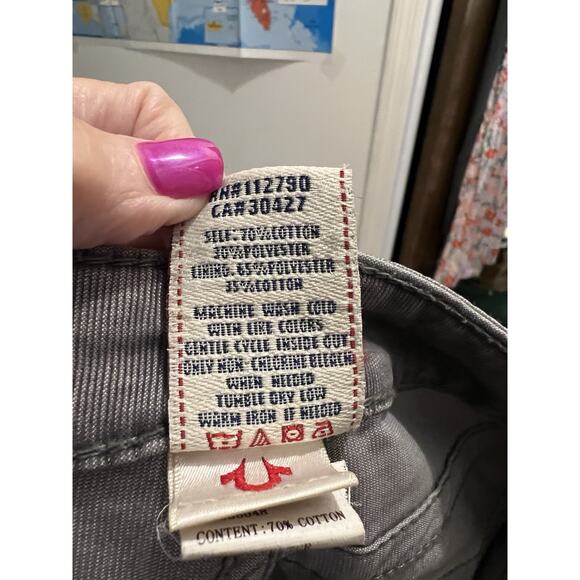 RN#112790
CA#30427
SELF: 70%COTTON
30%POLYESTER
LINING: 65%POLYESTER
35%COTTON
MACHINE WASH COLD
WITH LIKE COLORS
GENTLE CYCLE INSIDE OUT
ONLY NON-CHLORINE BLEACH
WHEN NEEDED
TUMBLE DRY LOW
WARM IRON IF NEEDED
CONTENT: 70% COTTON